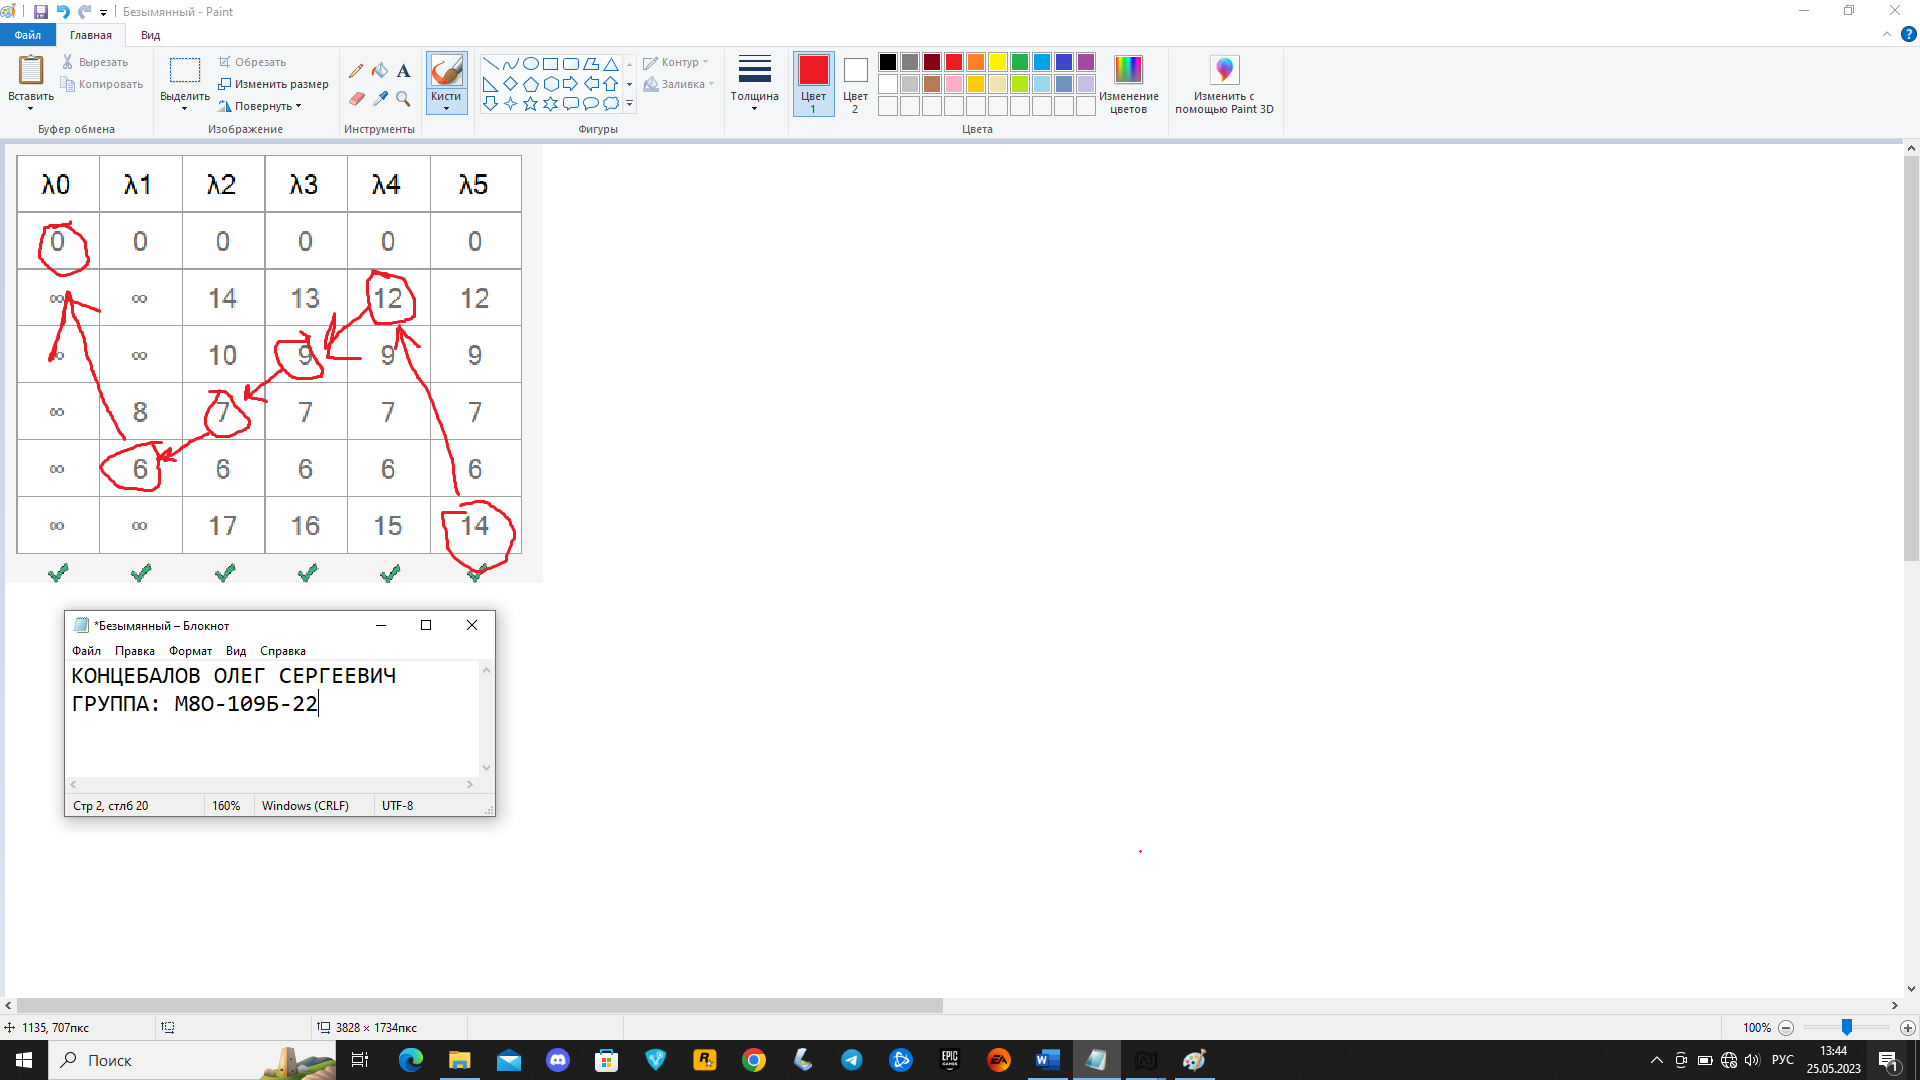 Безымянный - Paint
Файл Главная Вид
Вставить
Вырезать
Копировать
Буфер обмена
Выделить
Обрезать
Изменить размер
Повернуть
Изображение
A
Инструменты
Кисти
Контур
Заливка
Фигуры
Толщина
Цвет 1
Цвет 2
Изменение цветов
Цвета
Изменить с помощью Paint 3D
λ0 λ1 λ2 λ3 λ4 λ5
0 0 0 0 0 0
∞ ∞ 14 13 12 12
∞ ∞ 10 9 9 9
∞ 8 7 7 7 7
∞ 6 6 6 6 6
∞ ∞ 17 16 15 14
*Безымянный – Блокнот
Файл Правка Формат Вид Справка
КОНЦЕБАЛОВ ОЛЕГ СЕРГЕЕВИЧ
ГРУППА: М8О-109Б-22
Стр 2, стлб 20 160% Windows (CRLF) UTF-8
1135, 707пкс 3828 × 1734пкс 100%
Поиск
EPIC GAMES
EA
РУС
13:44
25.05.2023
1